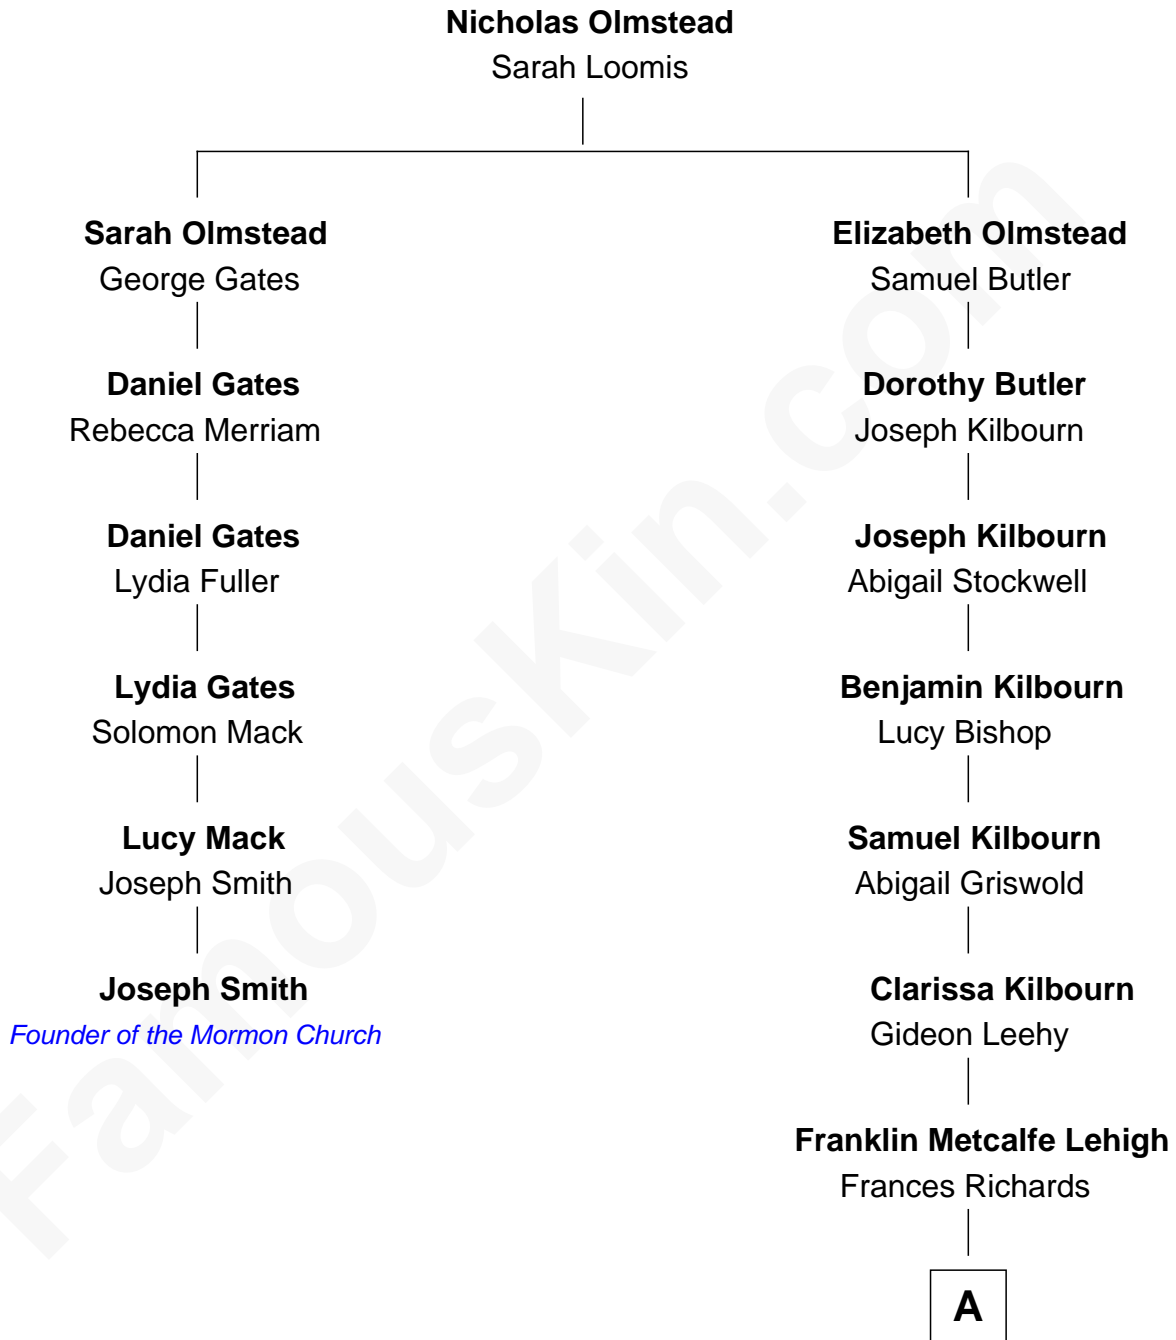 Nicholas Olmstead
Sarah Loomis
Sarah Olmstead
George Gates
Daniel Gates
Rebecca Merriam
Daniel Gates
Lydia Fuller
Lydia Gates
Solomon Mack
Lucy Mack
Joseph Smith
Joseph Smith
Founder of the Mormon Church
Elizabeth Olmstead
Samuel Butler
Dorothy Butler
Joseph Kilbourn
Joseph Kilbourn
Abigail Stockwell
Benjamin Kilbourn
Lucy Bishop
Samuel Kilbourn
Abigail Griswold
Clarissa Kilbourn
Gideon Leehy
Franklin Metcalfe Lehigh
Frances Richards
A
FamousKin.com